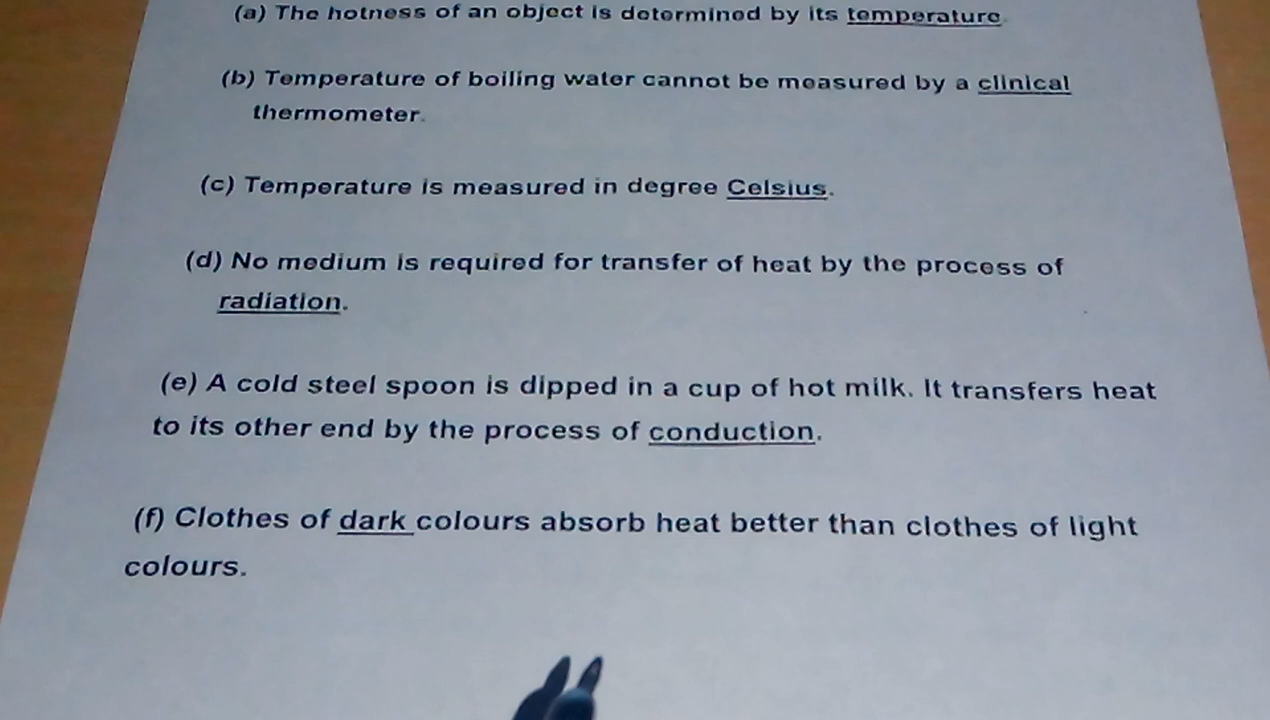 (a) The hotness of an object is determined by its temperature.
(b) Temperature of boiling water cannot be measured by a clinical
thermometer.
(c) Temperature is measured in degree Celsius.
(d) No medium is required for transfer of heat by the process of
radiation.
(e) A cold steel spoon is dipped in a cup of hot milk. It transfers heat
to its other end by the process of conduction.
(f) Clothes of dark colours absorb heat better than clothes of light
colours.